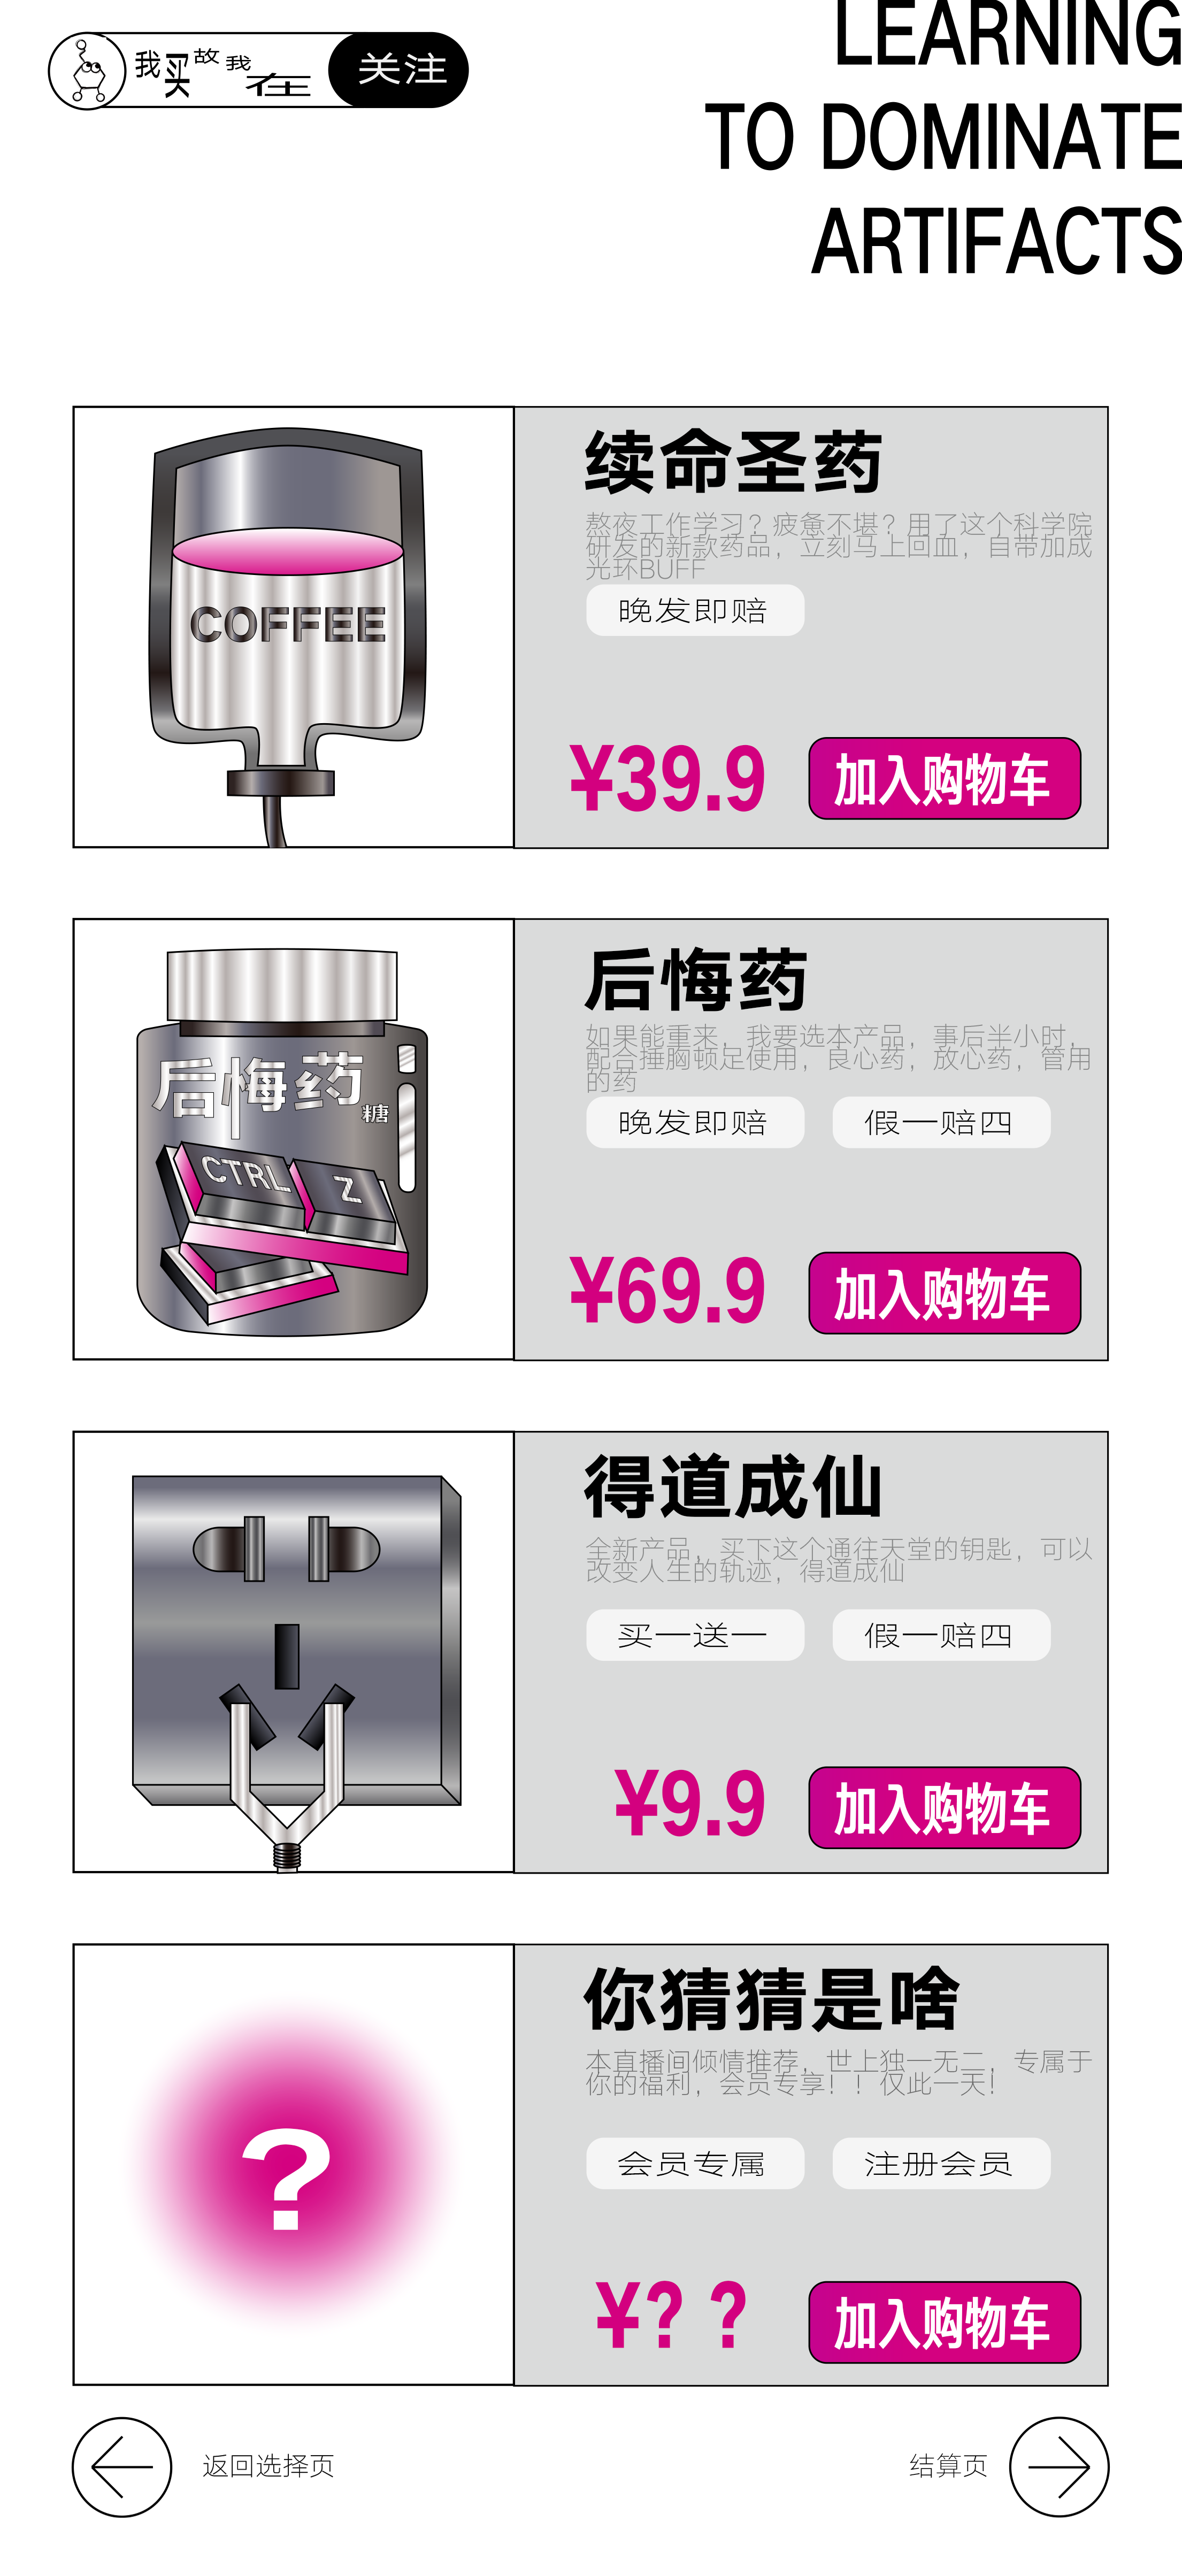 我买故我在
关注
LEARNING
TO DOMINATE
ARTIFACTS
COFFEE
续命圣药
熬夜工作学习？疲惫不堪？用了这个科学院
研发的新款药品，立刻马上回血，自带加成
光环BUFF
晚发即赔
¥39.9
加入购物车
后悔药
糖
CTRL
Z
后悔药
如果能重来，我要选本产品，事后半小时，
配合捶胸顿足使用，良心药，放心药，管用
的药
晚发即赔
假一赔四
¥69.9
加入购物车
得道成仙
全新产品，买下这个通往天堂的钥匙，可以
改变人生的轨迹，得道成仙
买一送一
假一赔四
¥9.9
加入购物车
?
你猜猜是啥
本直播间倾情推荐，世上独一无二，专属于
你的福利，会员专享！！仅此一天！
会员专属
注册会员
¥? ?
加入购物车
返回选择页
结算页